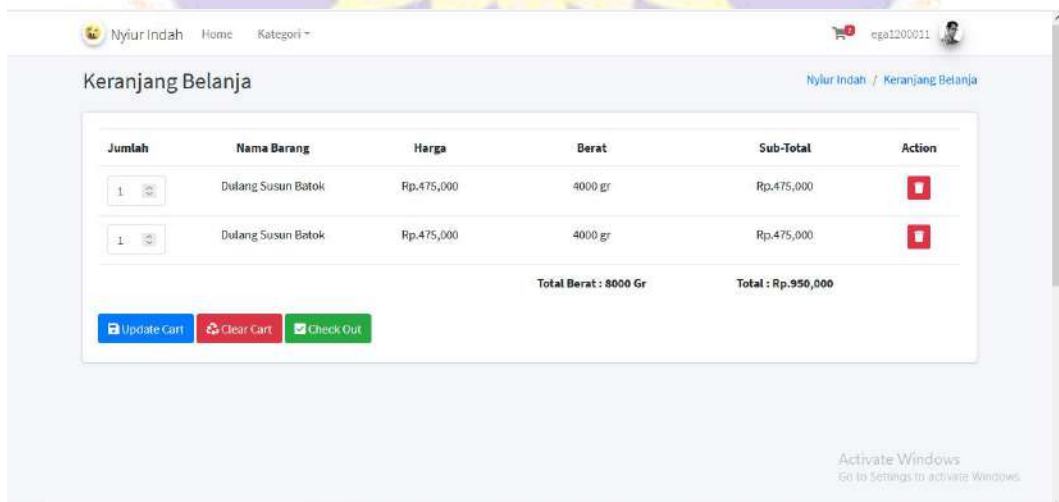 Nyiur Indah Home Kategori 2 ega1200011
Keranjang Belanja Nyiur Indah / Keranjang Belanja
Jumlah Nama Barang Harga Berat Sub-Total Action
1 Dulang Susun Batok Rp.475,000 4000 gr Rp.475,000
1 Dulang Susun Batok Rp.475,000 4000 gr Rp.475,000
Total Berat : 8000 Gr Total : Rp.950,000
Update Cart Clear Cart Check Out
Activate Windows
Go to Settings to activate Windows.